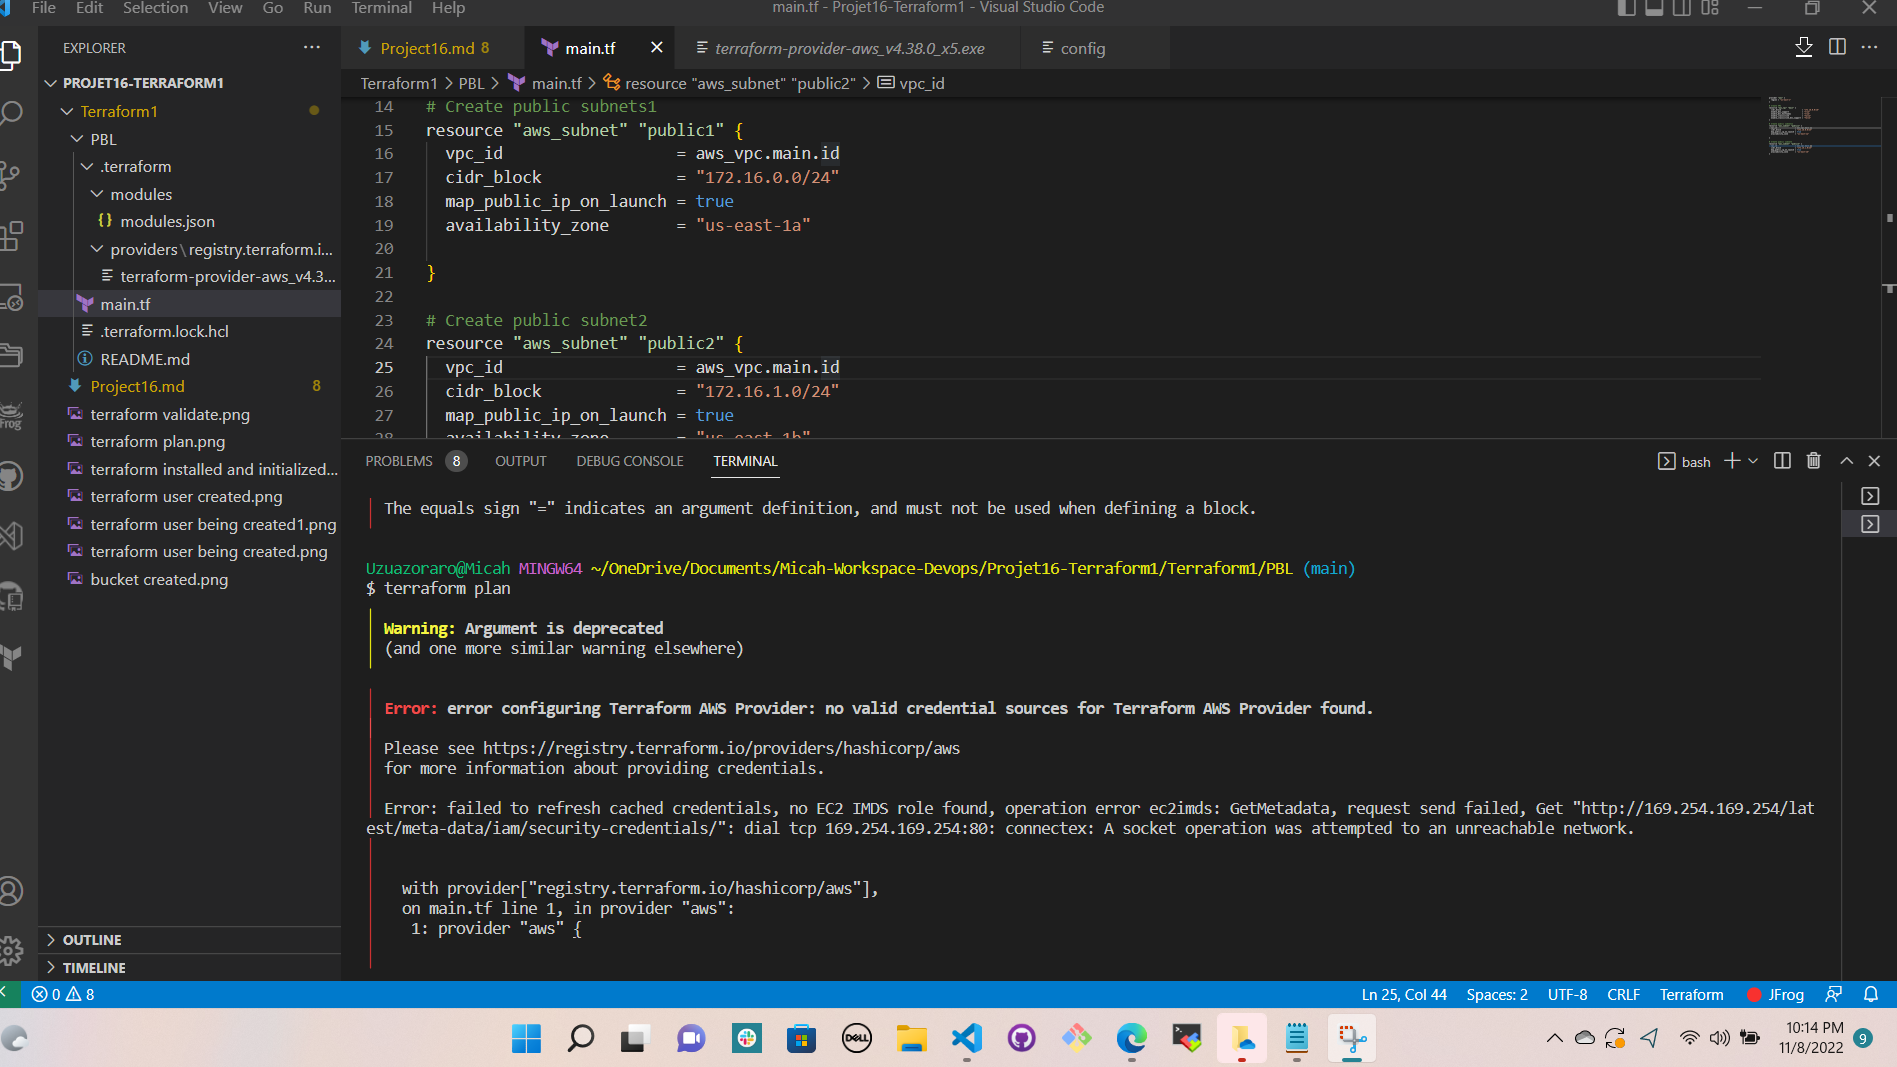 File Edit Selection View Go Run Terminal Help
main.tf - Projet16-Terraform1 - Visual Studio Code
EXPLORER
PROJET16-TERRAFORM1
Terraform1
PBL
.terraform
modules
modules.json
providers\registry.terraform.i...
terraform-provider-aws_v4.3...
main.tf
.terraform.lock.hcl
README.md
Project16.md 8
terraform validate.png
terraform plan.png
terraform installed and initialized...
terraform user created.png
terraform user being created1.png
terraform user being created.png
bucket created.png
OUTLINE
TIMELINE
Project16.md 8
main.tf
terraform-provider-aws_v4.38.0_x5.exe
config
Terraform1 > PBL > main.tf > resource "aws_subnet" "public2" > vpc_id
14 # Create public subnets1
15 resource "aws_subnet" "public1" {
16 vpc_id = aws_vpc.main.id
17 cidr_block = "172.16.0.0/24"
18 map_public_ip_on_launch = true
19 availability_zone = "us-east-1a"
20
21 }
22
23 # Create public subnet2
24 resource "aws_subnet" "public2" {
25 vpc_id = aws_vpc.main.id
26 cidr_block = "172.16.1.0/24"
27 map_public_ip_on_launch = true
28 availability_zone = "us-east-1b"
PROBLEMS 8 OUTPUT DEBUG CONSOLE TERMINAL
bash
The equals sign "=" indicates an argument definition, and must not be used when defining a block.
Uzuazoraro@Micah MINGW64 ~/OneDrive/Documents/Micah-Workspace-Devops/Projet16-Terraform1/Terraform1/PBL (main)
$ terraform plan
Warning: Argument is deprecated
(and one more similar warning elsewhere)
Error: error configuring Terraform AWS Provider: no valid credential sources for Terraform AWS Provider found.
Please see https://registry.terraform.io/providers/hashicorp/aws
for more information about providing credentials.
Error: failed to refresh cached credentials, no EC2 IMDS role found, operation error ec2imds: GetMetadata, request send failed, Get "http://169.254.169.254/lat
est/meta-data/iam/security-credentials/": dial tcp 169.254.169.254:80: connectex: A socket operation was attempted to an unreachable network.
with provider["registry.terraform.io/hashicorp/aws"],
on main.tf line 1, in provider "aws":
1: provider "aws" {
Frog
0 8
Ln 25, Col 44 Spaces: 2 UTF-8 CRLF Terraform JFrog
DELL
10:14 PM
11/8/2022
9